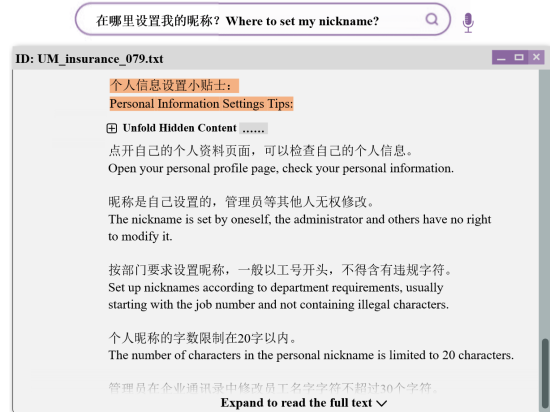 在哪里设置我的昵称？Where to set my nickname?
ID: UM_insurance_079.txt
个人信息设置小贴士：
Personal Information Settings Tips:
Unfold Hidden Content ......
点开自己的个人资料页面，可以检查自己的个人信息。
Open your personal profile page, check your personal information.
昵称是自己设置的，管理员等其他人无权修改。
The nickname is set by oneself, the administrator and others have no right
to modify it.
按部门要求设置昵称，一般以工号开头，不得含有违规字符。
Set up nicknames according to department requirements, usually
starting with the job number and not containing illegal characters.
个人昵称的字数限制在20字以内。
The number of characters in the personal nickname is limited to 20 characters.
管理员在企业通讯录中修改员工名字字符不超过30个字符。
Expand to read the full text